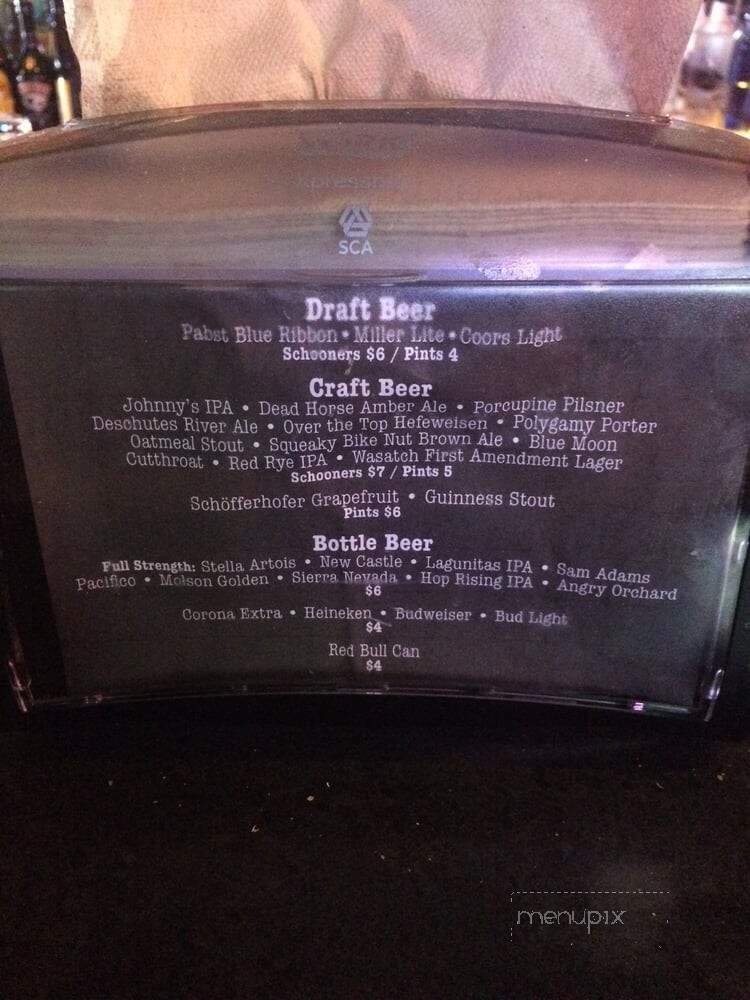 SCA
Draft Beer
Pabst Blue Ribbon • Miller Lite • Coors Light
Schooners $6 / Pints 4
Craft Beer
Johnny's IPA • Dead Horse Amber Ale • Porcupine Pilsner
Deschutes River Ale • Over the Top Hefeweisen • Polygamy Porter
Oatmeal Stout • Squeaky Bike Nut Brown Ale • Blue Moon
Cutthroat • Red Rye IPA • Wasatch First Amendment Lager
Schooners $7 / Pints 5
Schöfferhofer Grapefruit • Guinness Stout
Pints $6
Bottle Beer
Full Strength: Stella Artois • New Castle • Lagunitas IPA • Sam Adams
Pacifico • Molson Golden • Sierra Nevada • Hop Rising IPA • Angry Orchard
$6
Corona Extra • Heineken • Budweiser • Bud Light
$4
Red Bull Can
$4
menupix